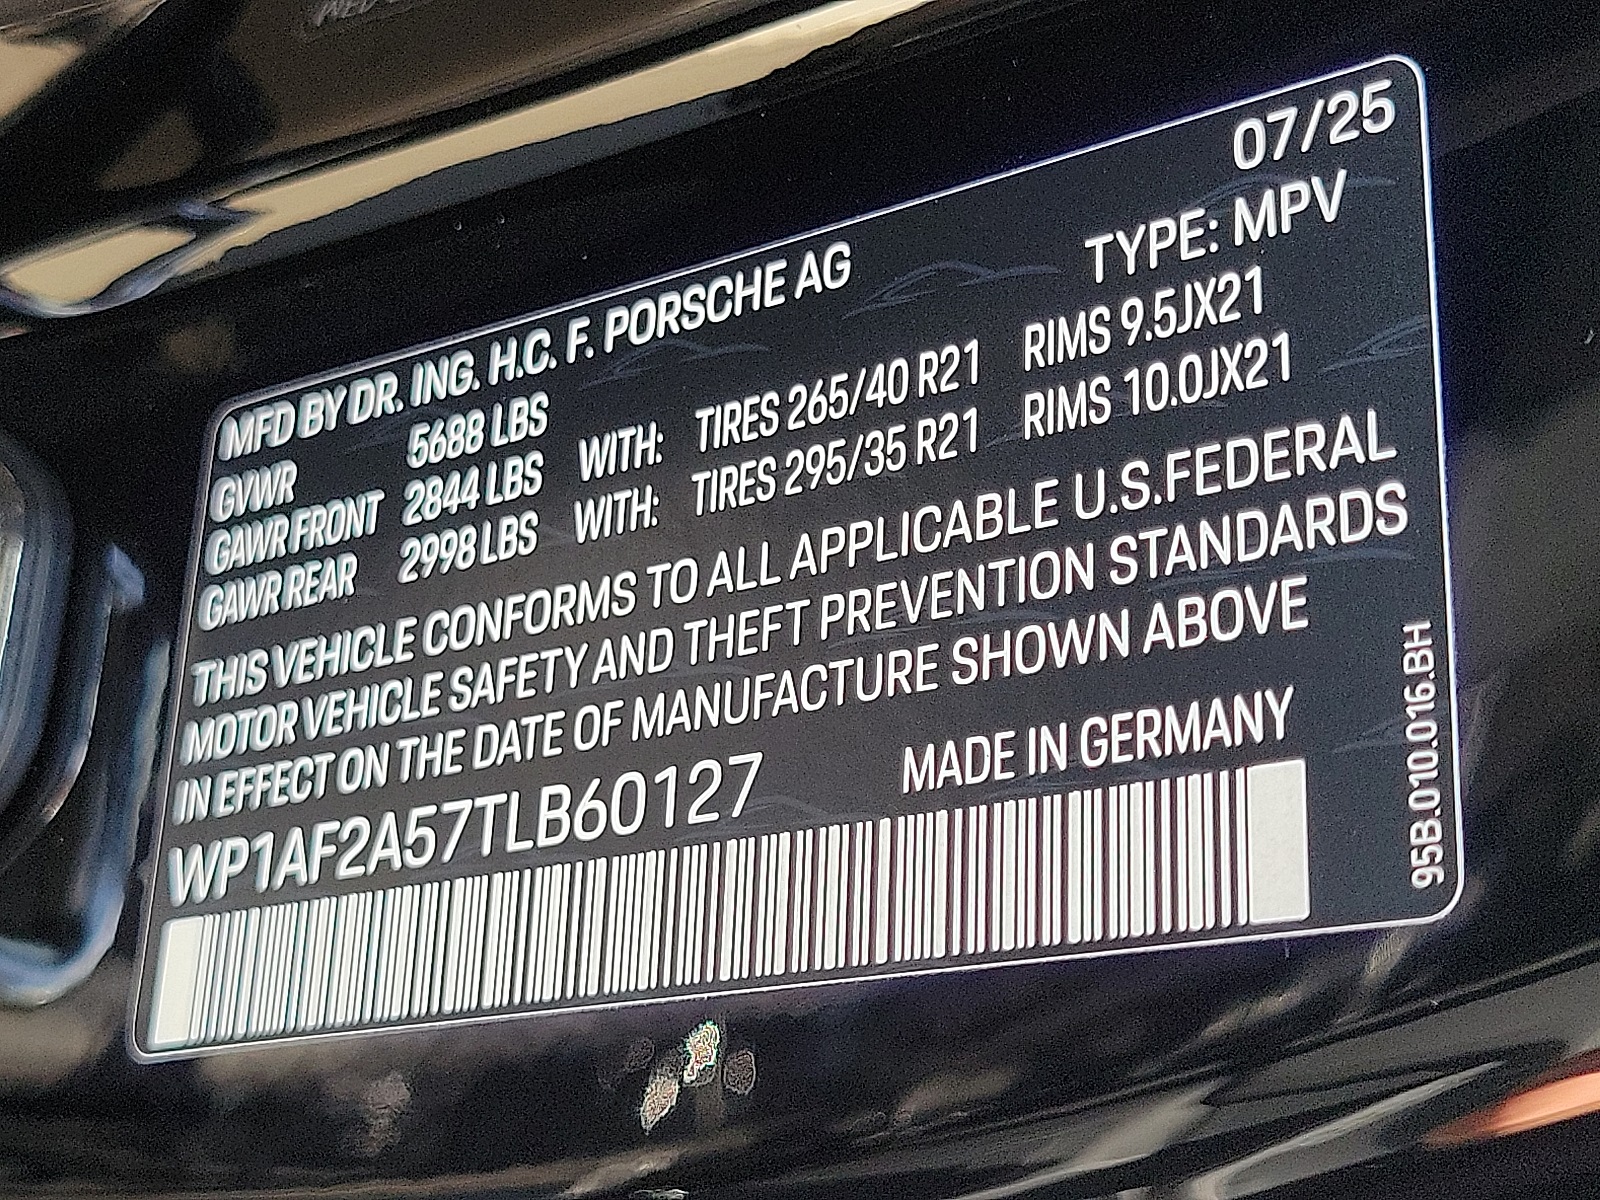 07/25
MFD BY DR. ING. H.C. F. PORSCHE AG TYPE: MPV
GVWR 5688 LBS
GAWR FRONT 2844 LBS WITH: TIRES 265/40 R21 RIMS 9.5JX21
GAWR REAR 2998 LBS WITH: TIRES 295/35 R21 RIMS 10.0JX21
THIS VEHICLE CONFORMS TO ALL APPLICABLE U.S.FEDERAL
MOTOR VEHICLE SAFETY AND THEFT PREVENTION STANDARDS
IN EFFECT ON THE DATE OF MANUFACTURE SHOWN ABOVE
WP1AF2A57TLB60127 MADE IN GERMANY
95B.010.016.BH